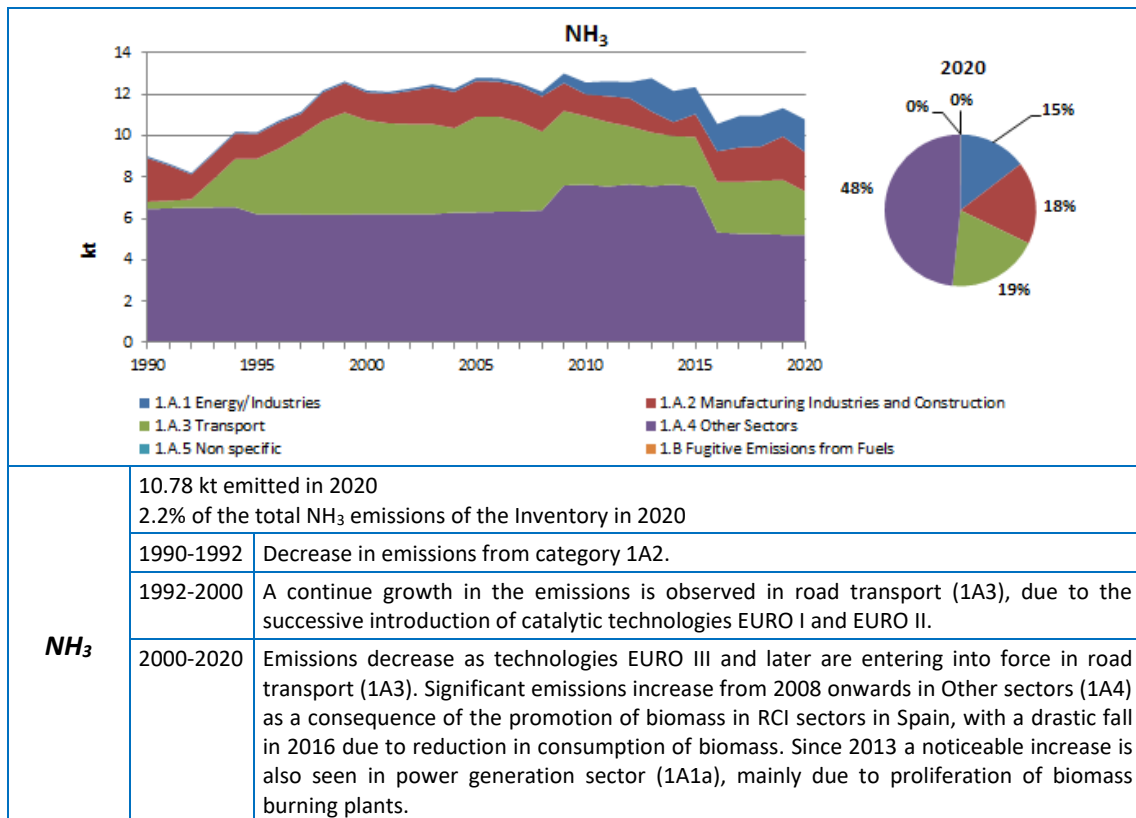 NH₃
14
12
10
8
6
4
2
0
kt
1990
1995
2000
2005
2010
2015
2020
2020
0%
0%
15%
48%
18%
19%
1.A.1 Energy/Industries
1.A.2 Manufacturing Industries and Construction
1.A.3 Transport
1.A.4 Other Sectors
1.A.5 Non specific
1.B Fugitive Emissions from Fuels
NH₃
10.78 kt emitted in 2020
2.2% of the total NH₃ emissions of the Inventory in 2020
1990-1992 Decrease in emissions from category 1A2.
1992-2000 A continue growth in the emissions is observed in road transport (1A3), due to the
successive introduction of catalytic technologies EURO I and EURO II.
2000-2020 Emissions decrease as technologies EURO III and later are entering into force in road
transport (1A3). Significant emissions increase from 2008 onwards in Other sectors (1A4)
as a consequence of the promotion of biomass in RCI sectors in Spain, with a drastic fall
in 2016 due to reduction in consumption of biomass. Since 2013 a noticeable increase is
also seen in power generation sector (1A1a), mainly due to proliferation of biomass
burning plants.